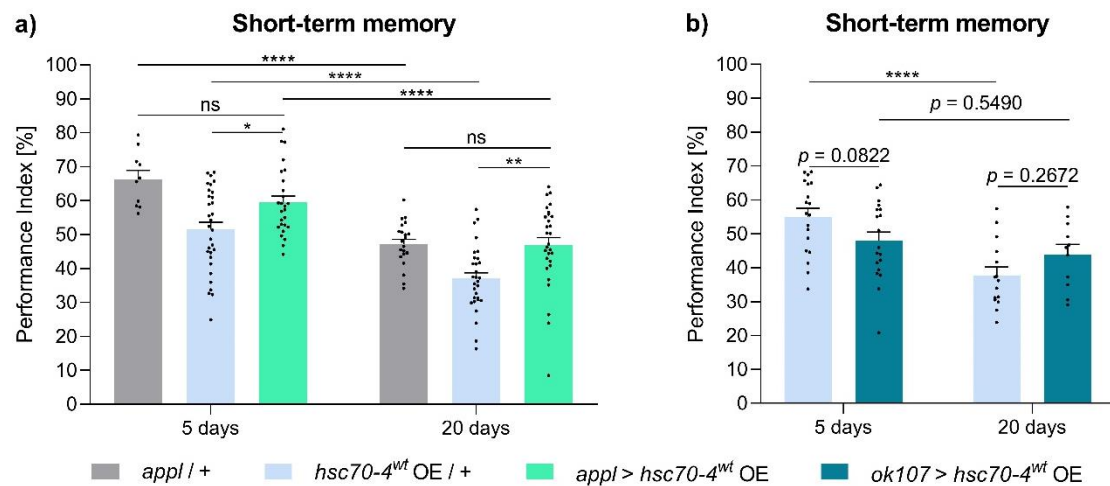 a) Short-term memory
****
****
****
ns
ns
*
**
Performance Index [%]
100
90
80
70
60
50
40
30
20
10
0
5 days 20 days
b) Short-term memory
****
p = 0.5490
p = 0.0822
p = 0.2672
Performance Index [%]
100
90
80
70
60
50
40
30
20
10
0
5 days 20 days
appl / + hsc70-4ʷᵗ OE / + appl > hsc70-4ʷᵗ OE ok107 > hsc70-4ʷᵗ OE